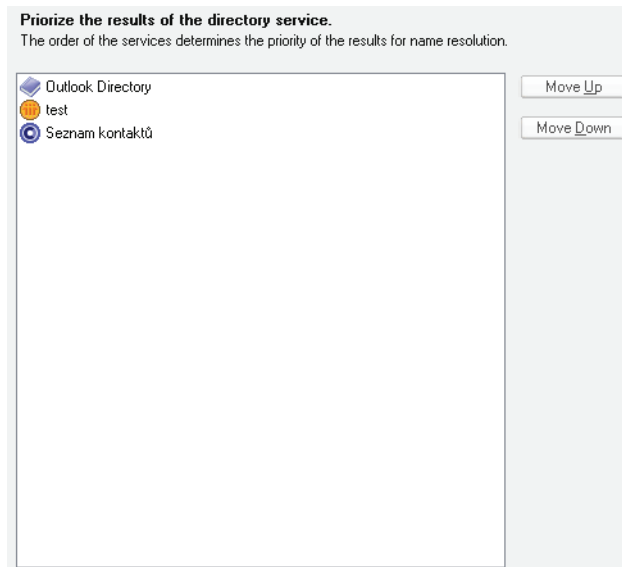 Priorize the results of the directory service.
The order of the services determines the priority of the results for name resolution.
Outlook Directory
Move Up
test
Seznam kontaktů
Move Down